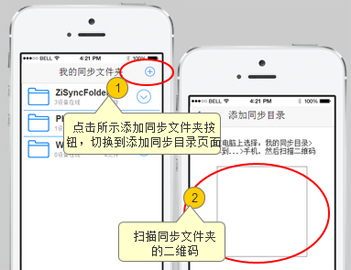 BELL 4:21 PM 100%
我的同步文件夹
ZiSyncFolder
1
点击所示添加同步文件夹按
钮，切换到添加同步目录页面
BELL 4:21 PM 100%
添加同步目录
电脑上选择：我的同步目录>
到...>手机，然后扫描二维码
2
扫描同步文件夹
的二维码